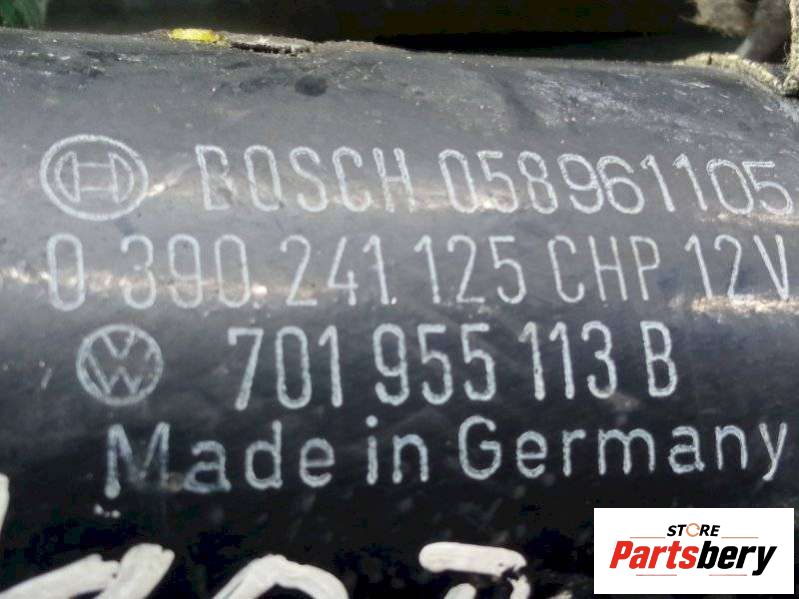 BOSCH 058961105
0 390 241 125 CHP 12V
701 955 113 B
Made in Germany
STORE
Partsbery